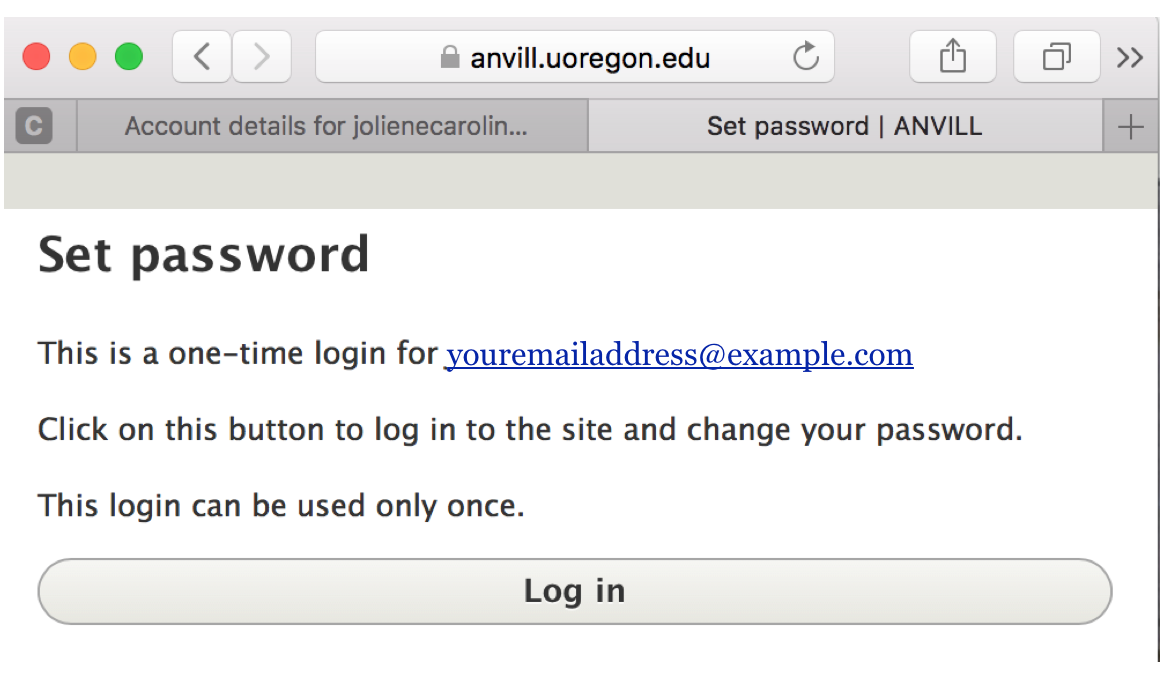 anvill.uoregon.edu
C
Account details for jolienecarolin...
Set password | ANVILL
Set password
This is a one-time login for youremailaddress@example.com
Click on this button to log in to the site and change your password.
This login can be used only once.
Log in